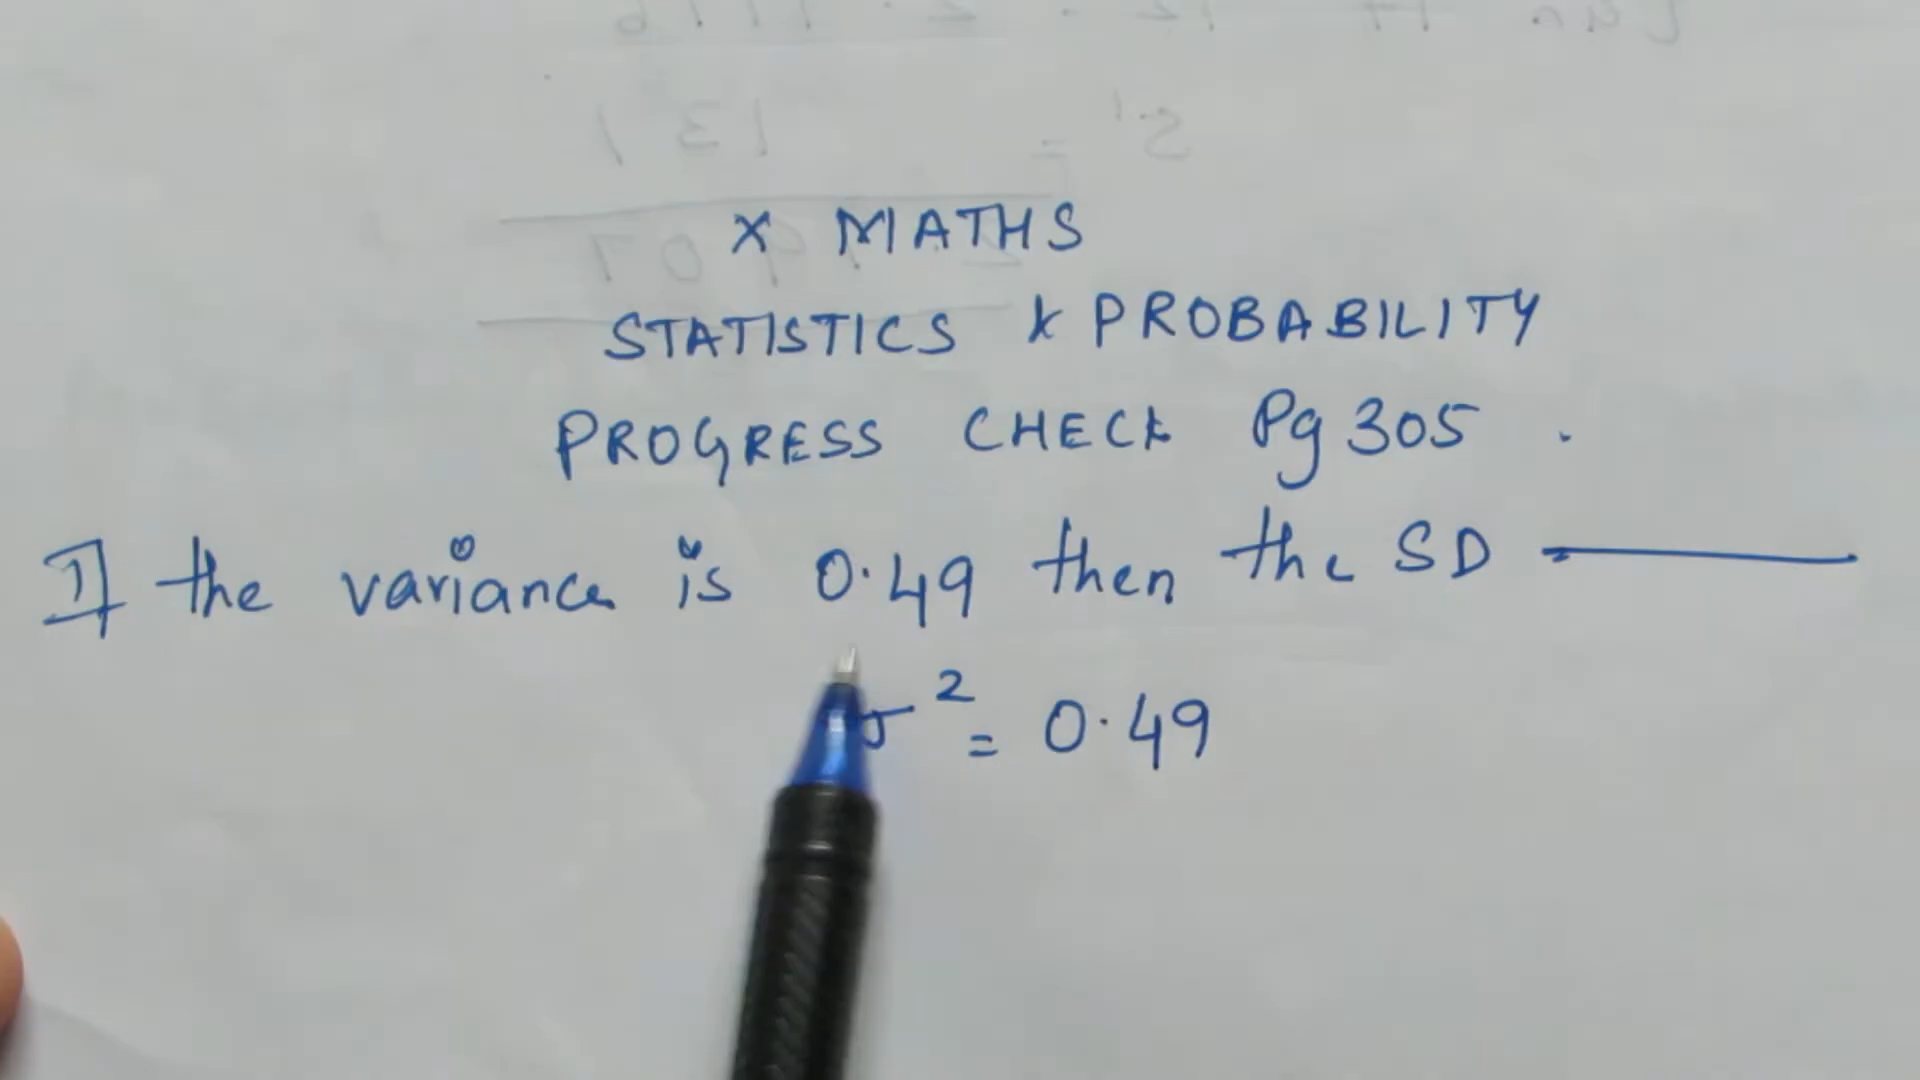 X MATHS
STATISTICS & PROBABILITY
PROGRESS CHECK Pg 305.
If the variance is 0.49 then the SD = ———
σ² = 0.49